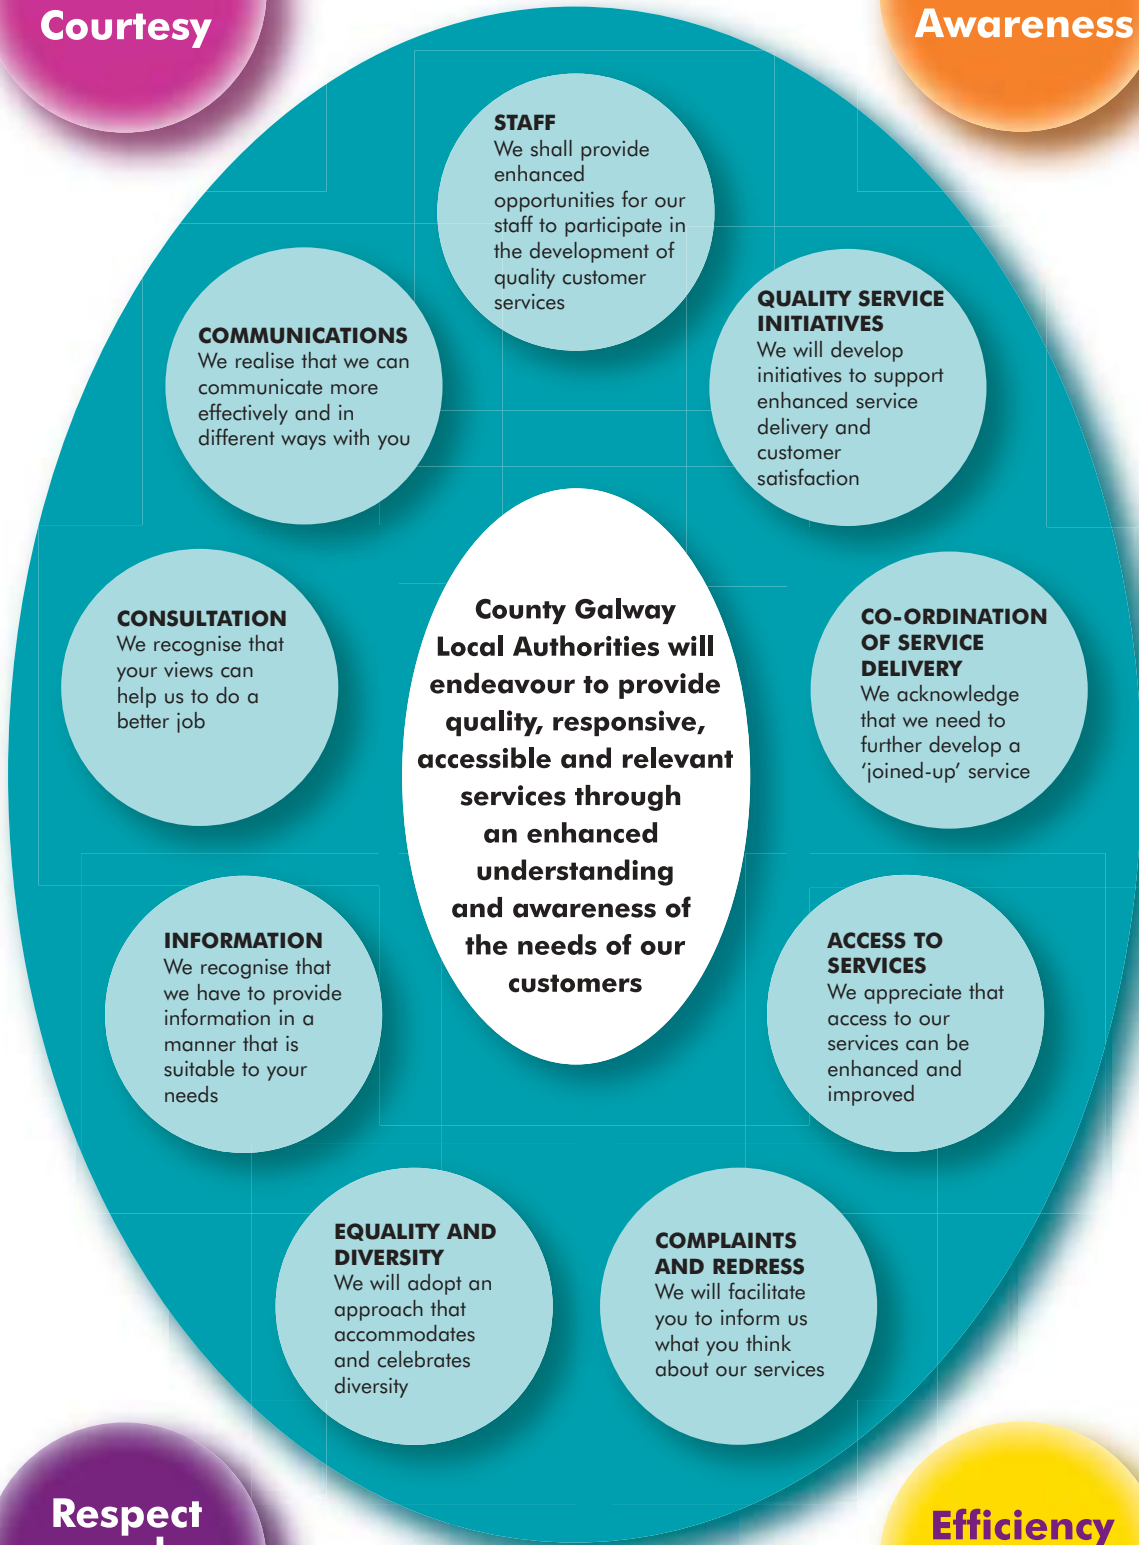 Courtesy
Awareness
STAFF
We shall provide
enhanced
opportunities for our
staff to participate in
the development of
quality customer
services
COMMUNICATIONS
We realise that we can
communicate more
effectively and in
different ways with you
QUALITY SERVICE
INITIATIVES
We will develop
initiatives to support
enhanced service
delivery and
customer
satisfaction
CONSULTATION
We recognise that
your views can
help us to do a
better job
County Galway
Local Authorities will
endeavour to provide
quality, responsive,
accessible and relevant
services through
an enhanced
understanding
and awareness of
the needs of our
customers
CO-ORDINATION
OF SERVICE
DELIVERY
We acknowledge
that we need to
further develop a
‘joined-up’ service
INFORMATION
We recognise that
we have to provide
information in a
manner that is
suitable to your
needs
ACCESS TO
SERVICES
We appreciate that
access to our
services can be
enhanced and
improved
EQUALITY AND
DIVERSITY
We will adopt an
approach that
accommodates
and celebrates
diversity
COMPLAINTS
AND REDRESS
We will facilitate
you to inform us
what you think
about our services
Respect
Efficiency